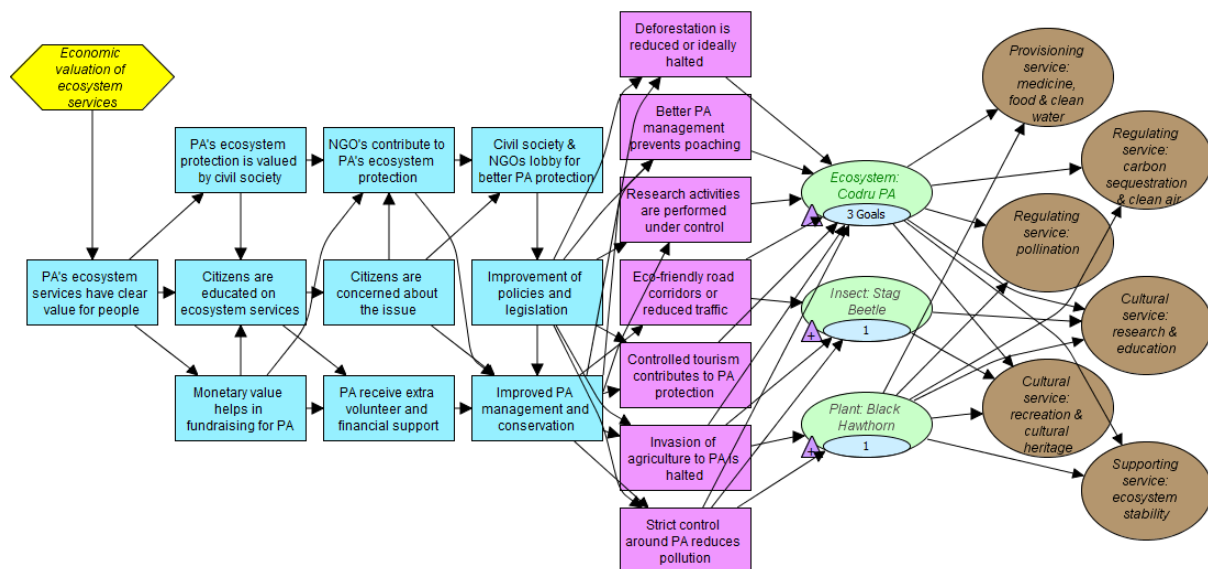 Economic
valuation of
ecosystem
services
PA's ecosystem
protection is valued
by civil society
NGO's contribute to
PA's ecosystem
protection
Civil society &
NGOs lobby for
better PA protection
PA's ecosystem
services have clear
value for people
Citizens are
educated on
ecosystem services
Citizens are
concerned about
the issue
Improvement of
policies and
legislation
Monetary value
helps in
fundraising for PA
PA receive extra
volunteer and
financial support
Improved PA
management and
conservation
Deforestation is
reduced or ideally
halted
Better PA
management
prevents poaching
Research activities
are performed
under control
Eco-friendly road
corridors or
reduced traffic
Controlled tourism
contributes to PA
protection
Invasion of
agriculture to PA is
halted
Strict control
around PA reduces
pollution
Ecosystem:
Codru PA
3 Goals
Insect: Stag
Beetle
+
1
Plant: Black
Hawthorn
+
1
Provisioning
service:
medicine,
food & clean
water
Regulating
service:
carbon
sequestration
& clean air
Regulating
service:
pollination
Cultural
service:
research &
education
Cultural
service:
recreation &
cultural
heritage
Supporting
service:
ecosystem
stability